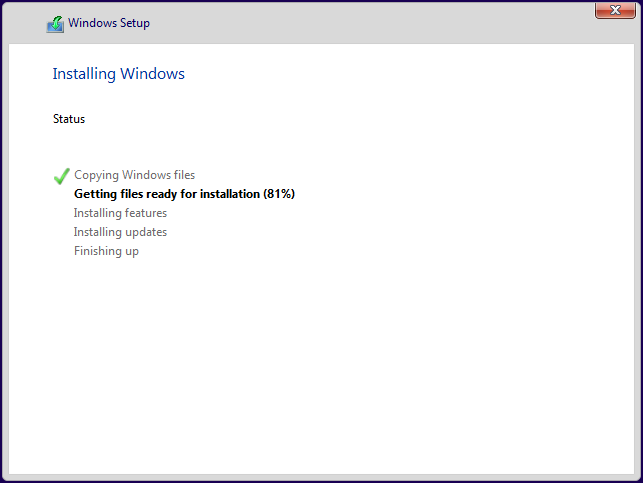 Windows Setup
Installing Windows
Status
Copying Windows files
Getting files ready for installation (81%)
Installing features
Installing updates
Finishing up